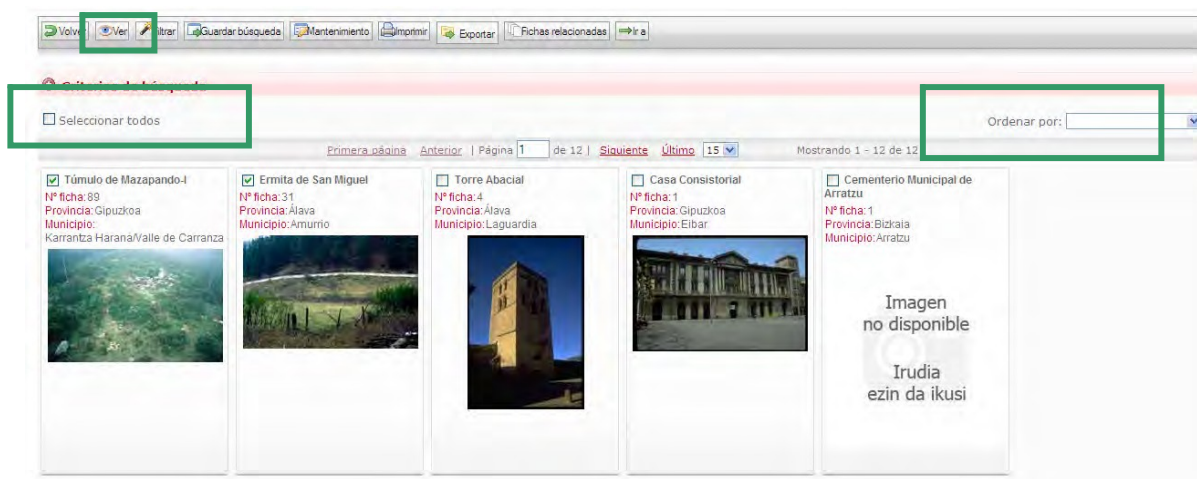 Volver Ver Filtrar Guardar búsqueda Mantenimiento Imprimir Exportar Fichas relacionadas Ir a
Criterios de búsqueda
Seleccionar todos
Ordenar por:
Primera página Anterior | Página 1 de 12 | Siguiente Último 15 Mostrando 1 - 12 de 12
Túmulo de Mazapando-I
Nº ficha:89
Provincia:Gipuzkoa
Municipio:
Karrantza Harana/Valle de Carranza
Ermita de San Miguel
Nº ficha:31
Provincia:Álava
Municipio:Amurrio
Torre Abacial
Nº ficha:4
Provincia:Álava
Municipio:Laguardia
Casa Consistorial
Nº ficha:1
Provincia:Gipuzkoa
Municipio:Eibar
Cementerio Municipal de
Arratzu
Nº ficha:1
Provincia:Bizkaia
Municipio:Arratzu
Imagen
no disponible
Irudia
ezin da ikusi